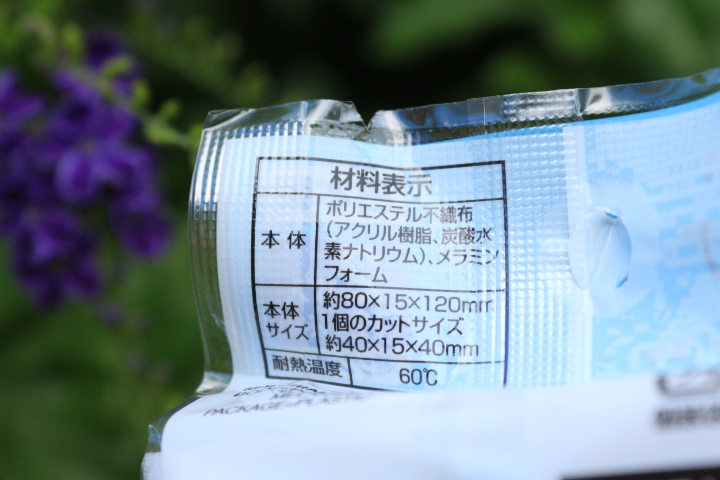 材料表示
本体
ポリエステル不織布
(アクリル樹脂、炭酸水
素ナトリウム)、メラミン
フォーム
本体
サイズ
約80×15×120mm
1個のカットサイズ
約40×15×40mm
耐熱温度
60℃
PACKAGE=PLASTIC